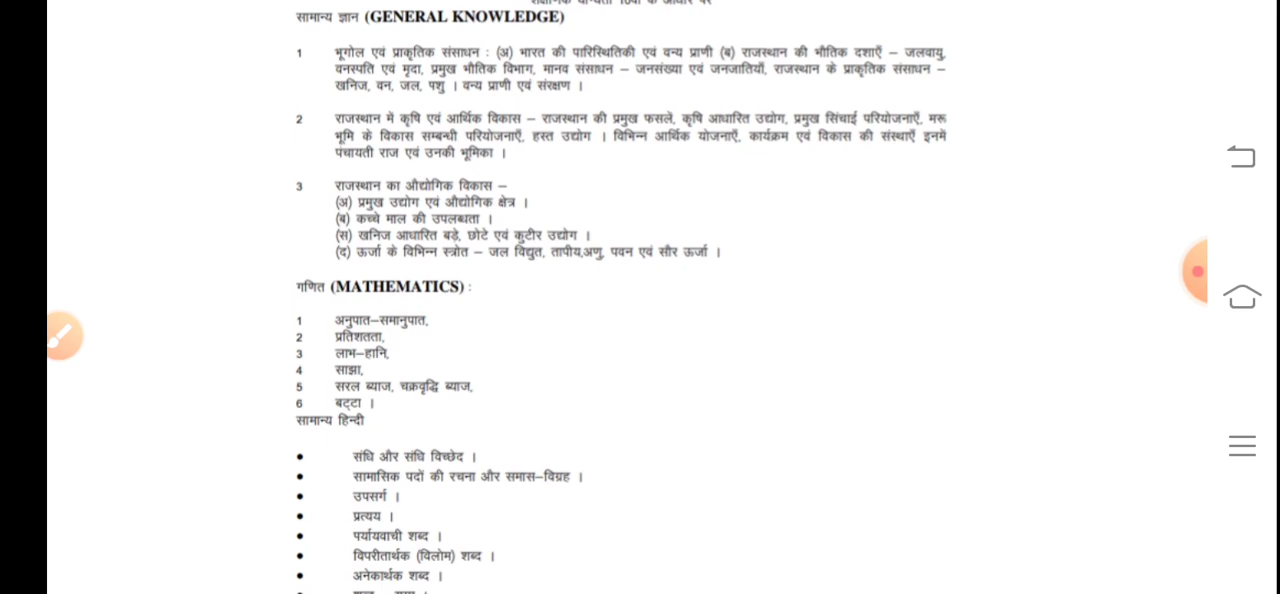 शैक्षणिक योग्यता 10वीं के आधार पर
सामान्य ज्ञान (GENERAL KNOWLEDGE)
1 भूगोल एवं प्राकृतिक संसाधन : (अ) भारत की पारिस्थितिकी एवं वन्य प्राणी (ब) राजस्थान की भौतिक दशाएँ – जलवायु,
वनस्पति एवं मृदा, प्रमुख भौतिक विभाग, मानव संसाधन – जनसंख्या एवं जनजातियाँ, राजस्थान के प्राकृतिक संसाधन –
खनिज, वन, जल, पशु । वन्य प्राणी एवं संरक्षण ।
2 राजस्थान में कृषि एवं आर्थिक विकास – राजस्थान की प्रमुख फसलें, कृषि आधारित उद्योग, प्रमुख सिंचाई परियोजनाएँ, मरू
भूमि के विकास सम्बन्धी परियोजनाएँ, हस्त उद्योग । विभिन्न आर्थिक योजनाएँ, कार्यक्रम एवं विकास की संस्थाएँ इनमें
पंचायती राज एवं उनकी भूमिका ।
3 राजस्थान का औद्योगिक विकास –
(अ) प्रमुख उद्योग एवं औद्योगिक क्षेत्र ।
(ब) कच्चे माल की उपलब्धता ।
(स) खनिज आधारित बड़े, छोटे एवं कुटीर उद्योग ।
(द) ऊर्जा के विभिन्न स्त्रोत – जल विद्युत, तापीय,अणु, पवन एवं सौर ऊर्जा ।
गणित (MATHEMATICS) :
1 अनुपात–समानुपात,
2 प्रतिशतता,
3 लाभ–हानि,
4 साझा,
5 सरल ब्याज, चक्रवृद्धि ब्याज,
6 बट्टा ।
सामान्य हिन्दी
• संधि और संधि विच्छेद ।
• सामासिक पदों की रचना और समास–विग्रह ।
• उपसर्ग ।
• प्रत्यय ।
• पर्यायवाची शब्द ।
• विपरीतार्थक (विलोम) शब्द ।
• अनेकार्थक शब्द ।